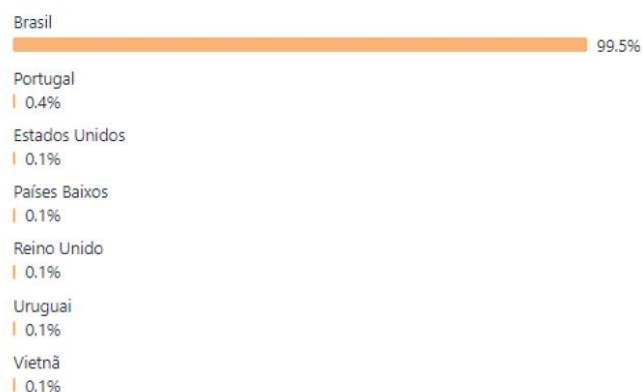 Brasil
99.5%
Portugal
0.4%
Estados Unidos
0.1%
Países Baixos
0.1%
Reino Unido
0.1%
Uruguai
0.1%
Vietnã
0.1%